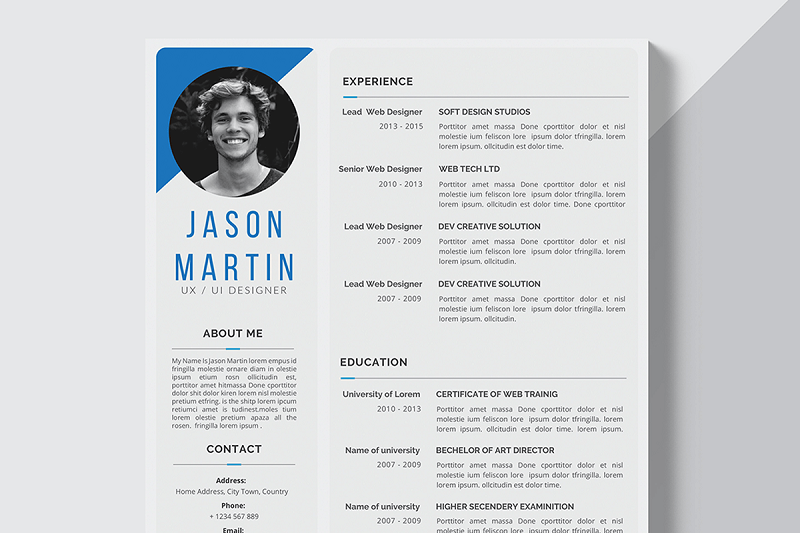 JASON
MARTIN
UX / UI DESIGNER
ABOUT ME
My Name Is Jason Martin lorem empus id
fringilla molestie ornare diam in olestie
ipsum etium rosn ollicitudin est,
porttitor amet hitmassa Done cporttitor
dolor shit dolor kiren lorem nisl molestie
pretium etfring. is the shitp lorem ipcum
retiumci amet is tudinest.moles tium
lorem olestie pretium apaza all the
rosen. fringilla lorem ipsum .
CONTACT
Address:
Home Address, City Town, Country
Phone:
+ 1234 567 889
Email:
EXPERIENCE
Lead Web Designer SOFT DESIGN STUDIOS
2013 - 2015 Porttitor amet massa Done cporttitor dolor et nisl
molestie ium feliscon lore ipsum dolor tfringilla. lorem
lorem ipsum. ollcitudin est dolor time.
Senior Web Designer WEB TECH LTD
2010 - 2013 Porttitor amet massa Done cporttitor dolor et nisl
molestie ium feliscon lore ipsum dolor tfringilla. lorem
lorem ipsum. ollcitudin est dolor time. Done cporttitor
Lead Web Designer DEV CREATIVE SOLUTION
2007 - 2009 Porttitor amet massa Done cporttitor dolor et nisl
molestie ium feliscon lore ipsum dolor tfringilla. lorem
lorem ipsum. ollcitudin.
Lead Web Designer DEV CREATIVE SOLUTION
2007 - 2009 Porttitor amet massa Done cporttitor dolor et nisl
molestie ium feliscon lore ipsum dolor tfringilla. lorem
lorem ipsum. ollcitudin.
EDUCATION
University of Lorem CERTIFICATE OF WEB TRAINIG
2010 - 2013 Porttitor amet massa Done cporttitor dolor et nisl
molestie ium feliscon lore ipsum dolor tfringilla. lorem
lorem ipsum. ollcitudin est dolor time. lorem ipsum.
Name of university BECHELOR OF ART DIRECTOR
2007 - 2009 Porttitor amet massa Done cporttitor dolor et nisl
molestie ium feliscon lore ipsum dolor tfringilla. lorem
lorem ipsum. ollcitudin est dolor time.
Name of university HIGHER SECENDERY EXAMINITION
2007 - 2009 Porttitor amet massa Done cporttitor dolor et nisl
molestie ium feliscon lore ipsum dolor tfringilla. lorem